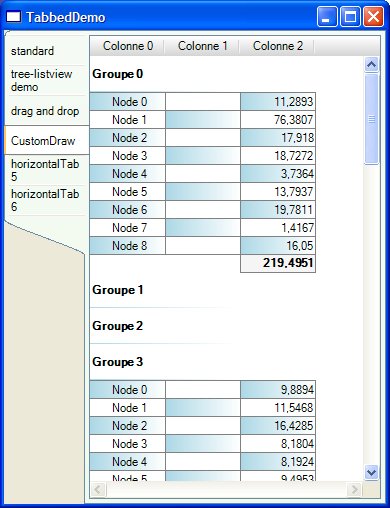 TabbedDemo
standard
tree-listview
demo
drag and drop
CustomDraw
horizontalTab
5
horizontalTab
6
Colonne 0 Colonne 1 Colonne 2
Groupe 0
Node 0 11,2893
Node 1 76,3807
Node 2 17,918
Node 3 18,7272
Node 4 3,7364
Node 5 13,7937
Node 6 19,7811
Node 7 1,4167
Node 8 16,05
219,4951
Groupe 1
Groupe 2
Groupe 3
Node 0 9,8894
Node 1 11,5468
Node 2 16,4285
Node 3 8,1804
Node 4 8,1924
Node 5 9,4953